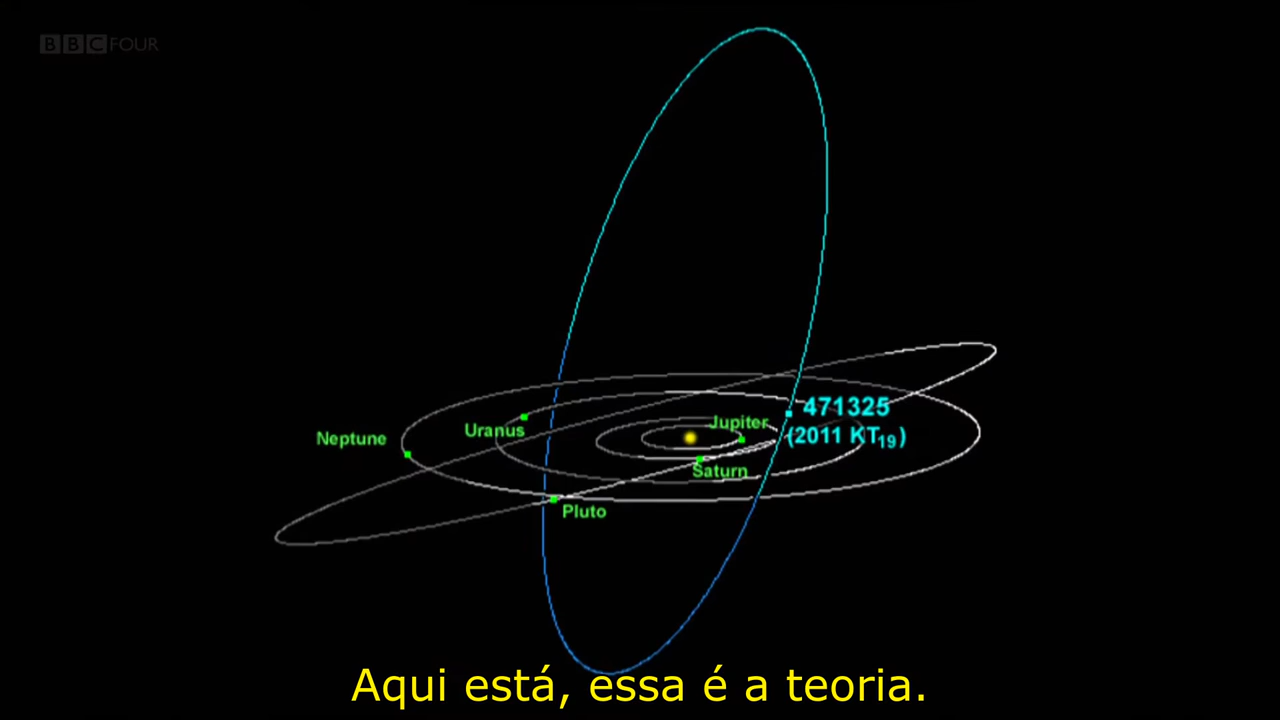 BBC FOUR
471325
(2011 KT₁₉)
Jupiter
Uranus
Neptune
Saturn
Pluto
Aqui está, essa é a teoria.